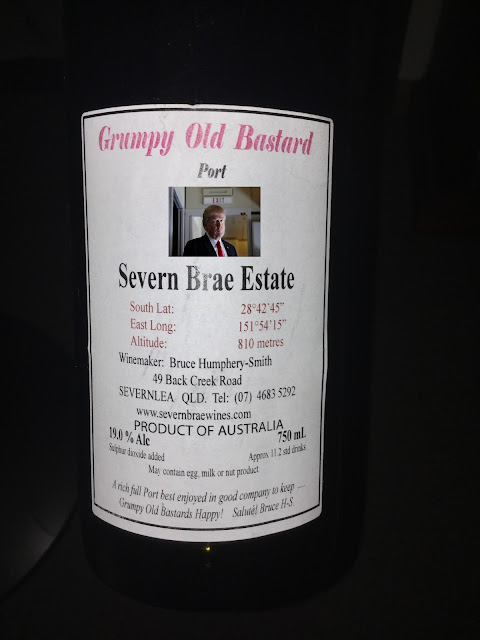 Grumpy Old Bastard
Port
EXIT
Severn Brae Estate
South Lat: 28°42'45"
East Long: 151°54'15"
Altitude: 810 metres
Winemaker: Bruce Humphery-Smith
49 Back Creek Road
SEVERNLEA QLD. Tel: (07) 4683 5292
www.severnbraewines.com
PRODUCT OF AUSTRALIA
19.0 % Alc 750 mL
Sulphur dioxide added Approx. 11.2 std drinks
May contain egg, milk or nut product
A rich full Port best enjoyed in good company to keep ----
Grumpy Old Bastards Happy! Saluté! Bruce H-S.